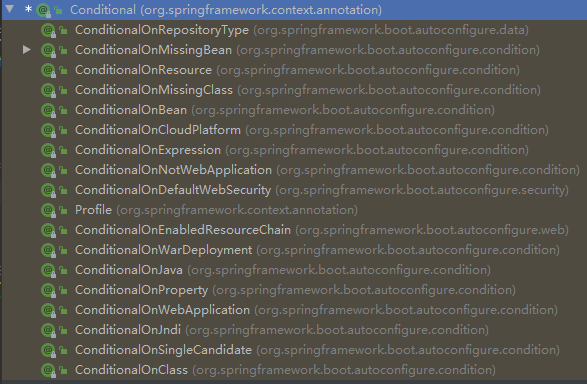 Conditional (org.springframework.context.annotation)
ConditionalOnRepositoryType (org.springframework.boot.autoconfigure.data)
ConditionalOnMissingBean (org.springframework.boot.autoconfigure.condition)
ConditionalOnResource (org.springframework.boot.autoconfigure.condition)
ConditionalOnMissingClass (org.springframework.boot.autoconfigure.condition)
ConditionalOnBean (org.springframework.boot.autoconfigure.condition)
ConditionalOnCloudPlatform (org.springframework.boot.autoconfigure.condition)
ConditionalOnExpression (org.springframework.boot.autoconfigure.condition)
ConditionalOnNotWebApplication (org.springframework.boot.autoconfigure.condition)
ConditionalOnDefaultWebSecurity (org.springframework.boot.autoconfigure.security)
Profile (org.springframework.context.annotation)
ConditionalOnEnabledResourceChain (org.springframework.boot.autoconfigure.web)
ConditionalOnWarDeployment (org.springframework.boot.autoconfigure.condition)
ConditionalOnJava (org.springframework.boot.autoconfigure.condition)
ConditionalOnProperty (org.springframework.boot.autoconfigure.condition)
ConditionalOnWebApplication (org.springframework.boot.autoconfigure.condition)
ConditionalOnJndi (org.springframework.boot.autoconfigure.condition)
ConditionalOnSingleCandidate (org.springframework.boot.autoconfigure.condition)
ConditionalOnClass (org.springframework.boot.autoconfigure.condition)